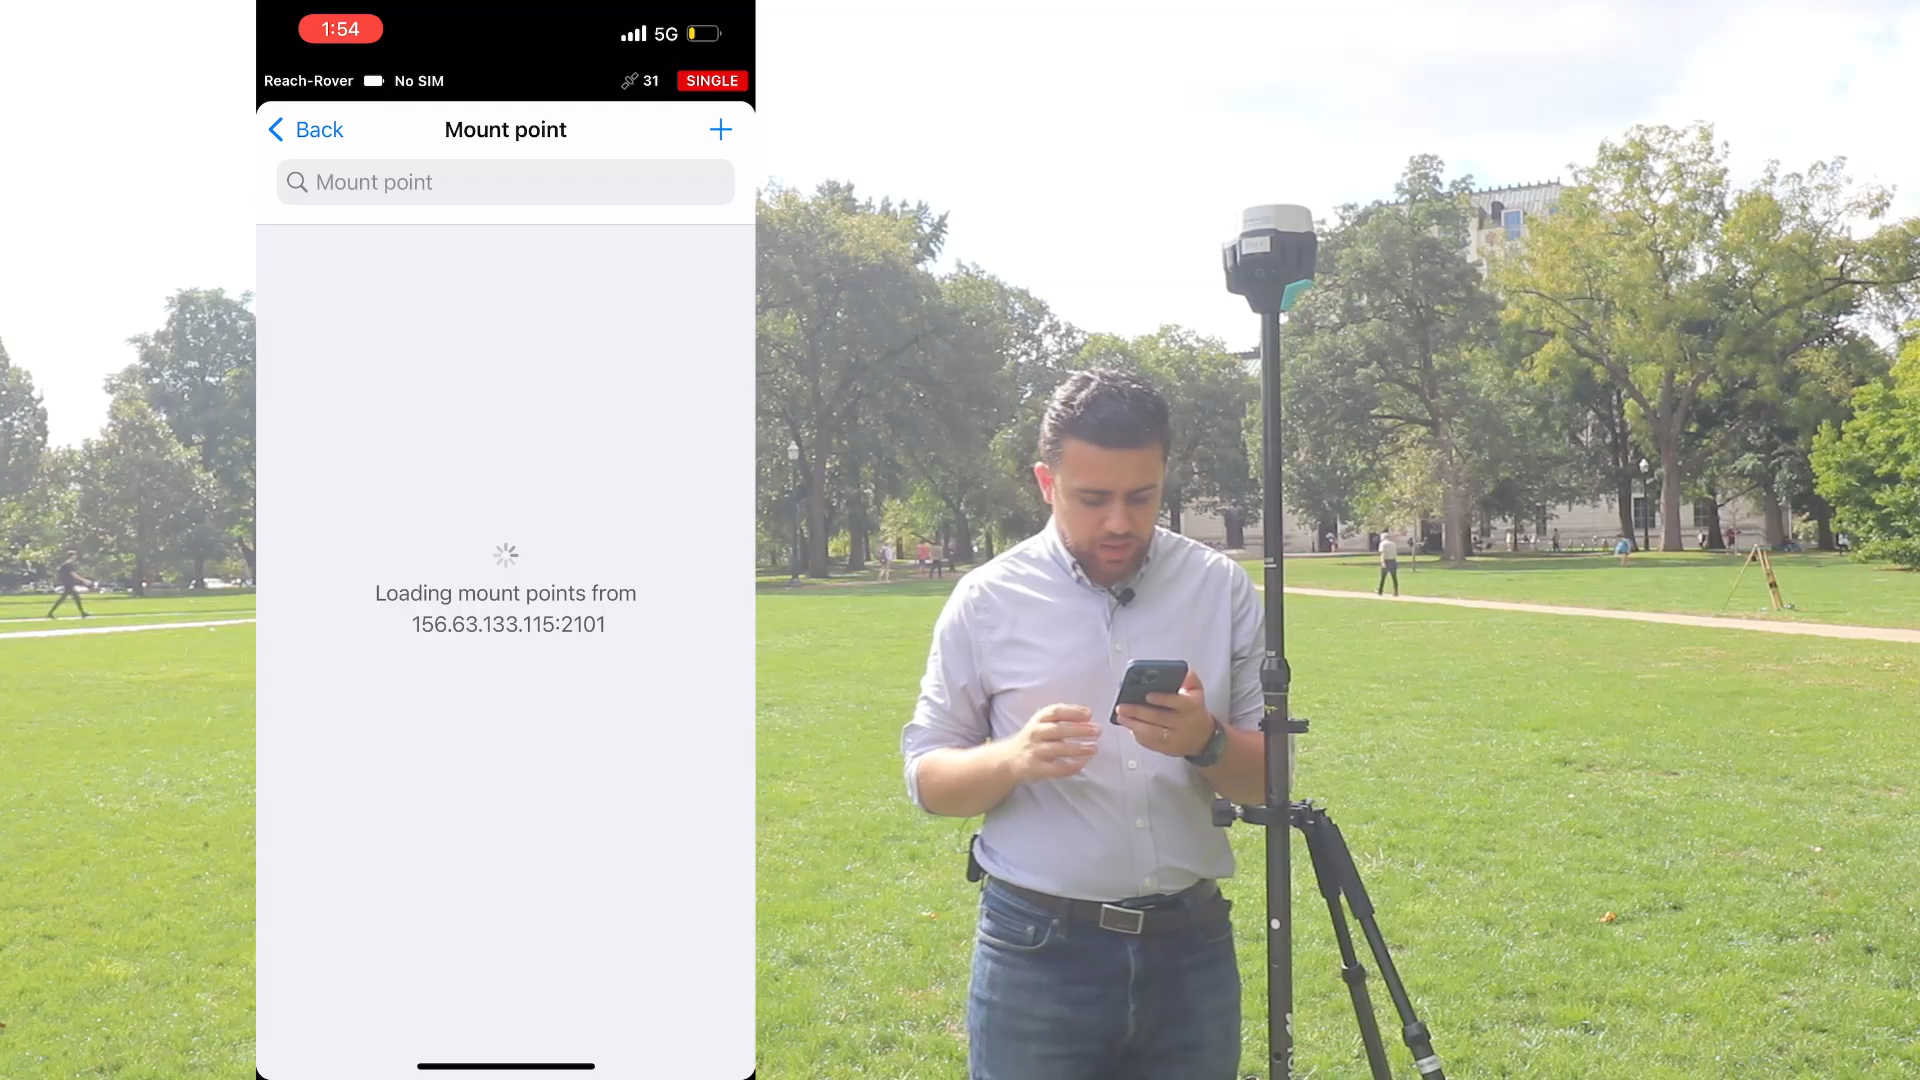 1:54
5G
Reach-Rover No SIM 31 SINGLE
Back Mount point
Mount point
Loading mount points from
156.63.133.115:2101